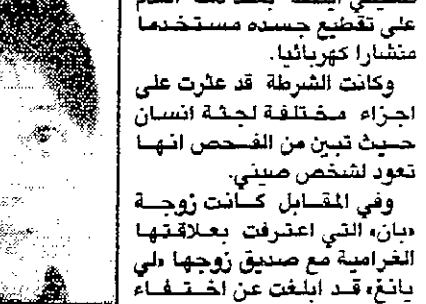 على تقطيع جسده مستخدما
منشارا كهربائيا.
وكانت الشرطة قد عثرت على
اجزاء مختلفة لجثة انسان
حيث تبين من الفحص انها
تعود لشخص صيني.
وفي المقابل كانت زوجة
«بان» التي اعترفت بعلاقتها
الغرامية مع صديق زوجها «لي
يانغ» قد ابلغت عن اختفاء